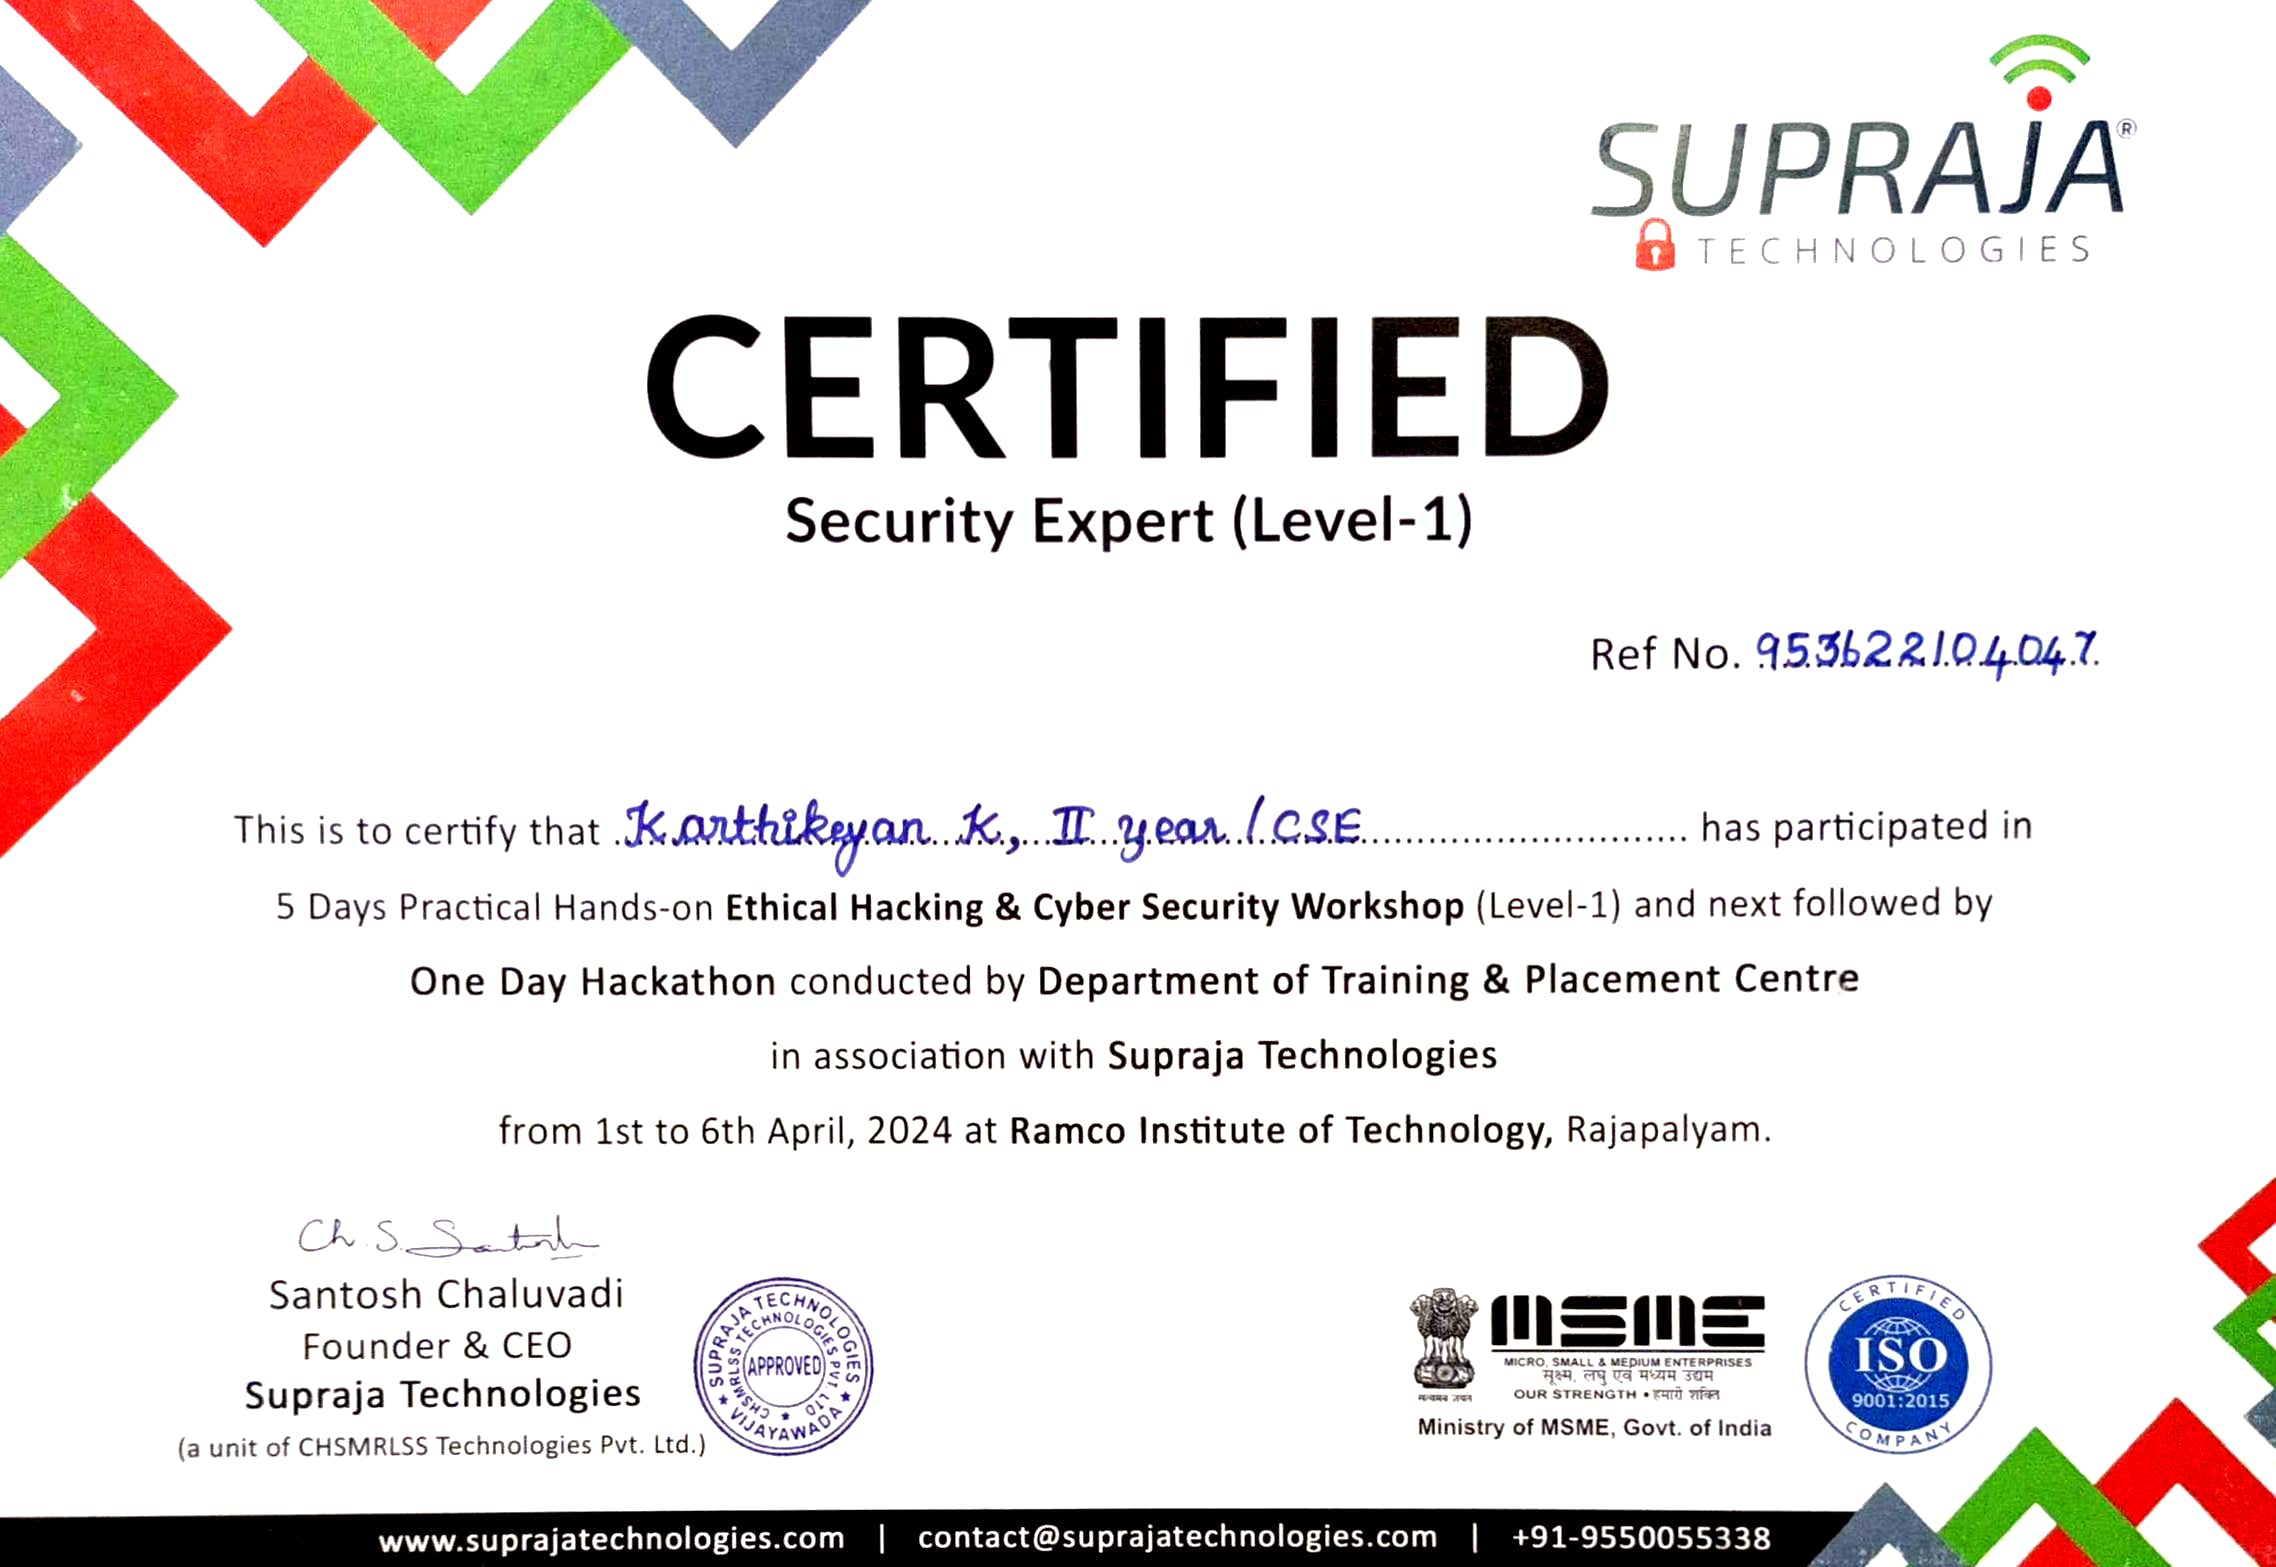 SUPRAJA®
TECHNOLOGIES
CERTIFIED
Security Expert (Level-1)
Ref No. 953622104047
This is to certify that Karthikeyan K, II year / CSE has participated in
5 Days Practical Hands-on Ethical Hacking & Cyber Security Workshop (Level-1) and next followed by
One Day Hackathon conducted by Department of Training & Placement Centre
in association with Supraja Technologies
from 1st to 6th April, 2024 at Ramco Institute of Technology, Rajapalyam.
Ch. S. Santosh
Santosh Chaluvadi
Founder & CEO
Supraja Technologies
(a unit of CHSMRLSS Technologies Pvt. Ltd.)
SUPRAJA TECHNOLOGIES
CHSMRLSS TECHNOLOGIES PVT LTD
APPROVED
★ VIJAYAWADA ★
MSME
MICRO, SMALL & MEDIUM ENTERPRISES
सूक्ष्म, लघु एवं मध्यम उद्यम
OUR STRENGTH • हमारी शक्ति
सत्यमेव जयते
Ministry of MSME, Govt. of India
CERTIFIED
ISO
9001:2015
COMPANY
www.suprajatechnologies.com | contact@suprajatechnologies.com | +91-9550055338